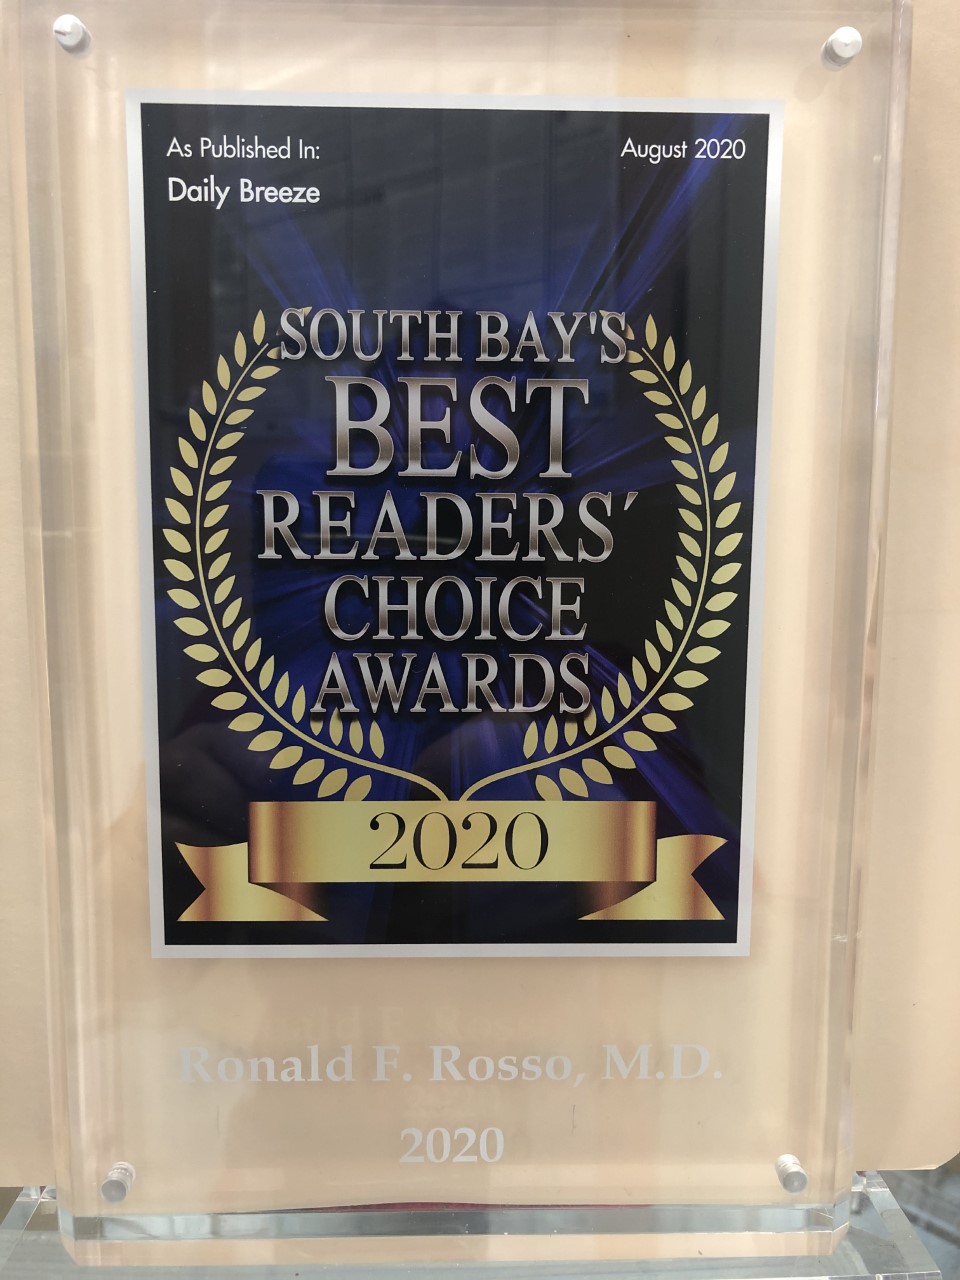 As Published In:
August 2020
Daily Breeze
SOUTH BAY'S
BEST
READERS´
CHOICE
AWARDS
2020
Ronald F. Rosso, M.D.
2020